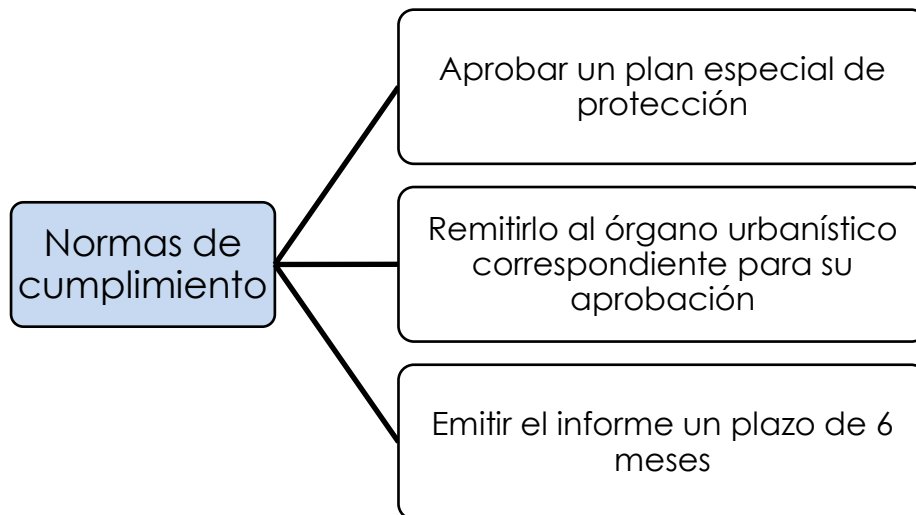 Aprobar un plan especial de
protección
Normas de
cumplimiento
Remitirlo al órgano urbanístico
correspondiente para su
aprobación
Emitir el informe un plazo de 6
meses